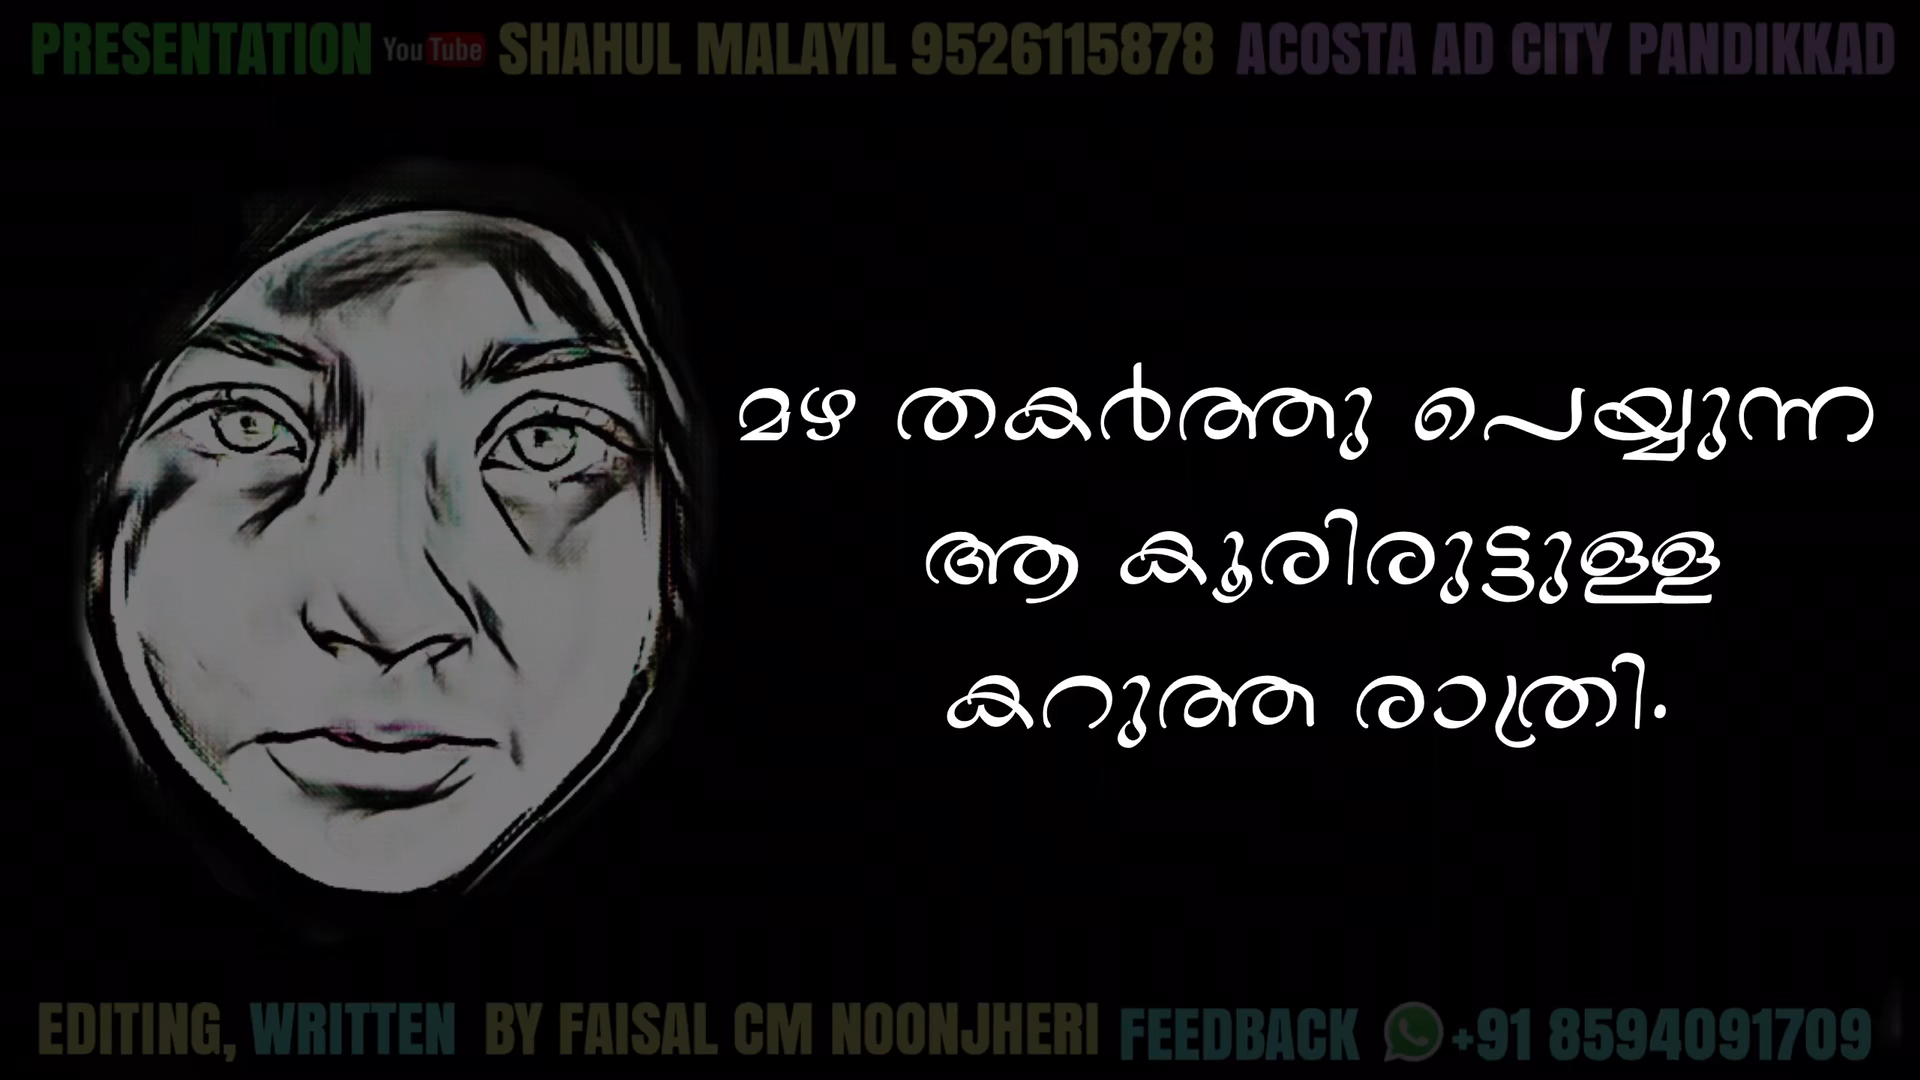 PRESENTATION YouTube SHAHUL MALAYIL 9526115878 ACOSTA AD CITY PANDIKKAD
മഴ തകർത്തു പെയ്യുന്ന
ആ കൂരിരുട്ടുള്ള
കറുത്ത രാത്രി.
EDITING, WRITTEN BY FAISAL CM NOONJHERI FEEDBACK +91 8594091709